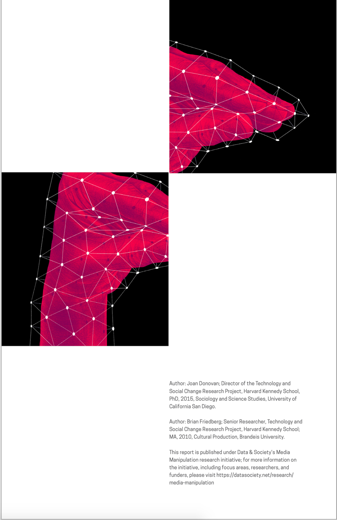 Author: Joan Donovan; Director of the Technology and
Social Change Research Project, Harvard Kennedy School,
PhD, 2015, Sociology and Science Studies, University of
California San Diego.
Author: Brian Friedberg; Senior Researcher, Technology and
Social Change Research Project, Harvard Kennedy School;
MA, 2010, Cultural Production, Brandeis University.
This report is published under Data & Society's Media
Manipulation research initiative; for more information on
the initiative, including focus areas, researchers, and
funders, please visit https://datasociety.net/research/
media-manipulation